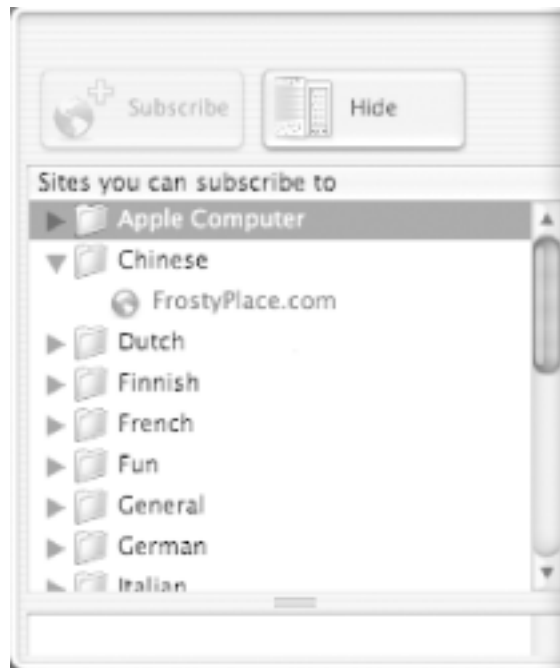 Subscribe Hide
Sites you can subscribe to
Apple Computer
Chinese
FrostyPlace.com
Dutch
Finnish
French
Fun
General
German
Italian